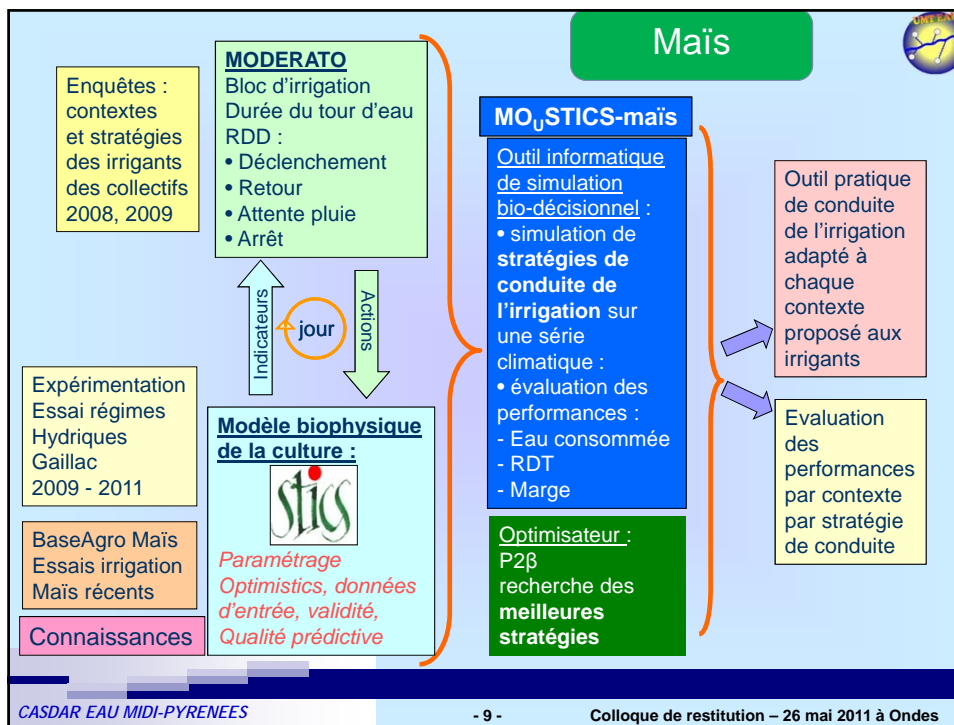 Maïs
UMT EAU
Enquêtes :
contextes
et stratégies
des irrigants
des collectifs
2008, 2009
MODERATO
Bloc d'irrigation
Durée du tour d'eau
RDD :
• Déclenchement
• Retour
• Attente pluie
• Arrêt
Indicateurs
jour
Actions
Expérimentation
Essai régimes
Hydriques
Gaillac
2009 - 2011
BaseAgro Maïs
Essais irrigation
Maïs récents
Connaissances
Modèle biophysique
de la culture :
stics
Paramétrage
Optimistics, données
d'entrée, validité,
Qualité prédictive
MOUSTICS-maïs
Outil informatique
de simulation
bio-décisionnel :
• simulation de
stratégies de
conduite de
l'irrigation sur
une série
climatique :
• évaluation des
performances :
- Eau consommée
- RDT
- Marge
Optimisateur :
P2β
recherche des
meilleures
stratégies
Outil pratique
de conduite
de l'irrigation
adapté à
chaque
contexte
proposé aux
irrigants
Evaluation
des
performances
par contexte
par stratégie
de conduite
CASDAR EAU MIDI-PYRENEES
- 9 -
Colloque de restitution – 26 mai 2011 à Ondes